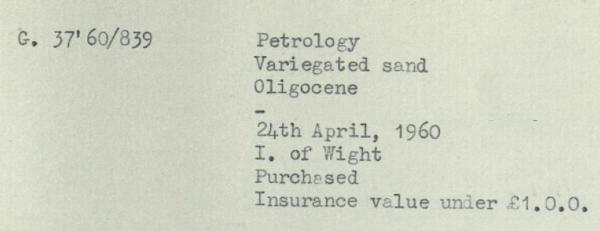 G. 37'60/839 Petrology
Variegated sand
Oligocene
-
24th April, 1960
I. of Wight
Purchased
Insurance value under £1.0.0.